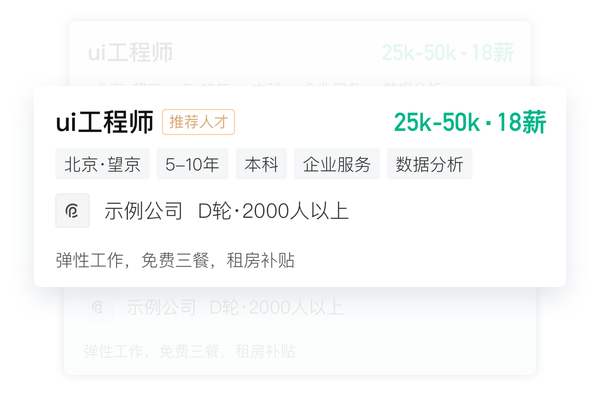 ui工程师 25k-50k·18薪
ui工程师 推荐人才 25k-50k·18薪
北京·望京 5-10年 本科 企业服务 数据分析
示例公司 D轮·2000人以上
弹性工作，免费三餐，租房补贴
示例公司 D轮·2000人以上
弹性工作，免费三餐，租房补贴